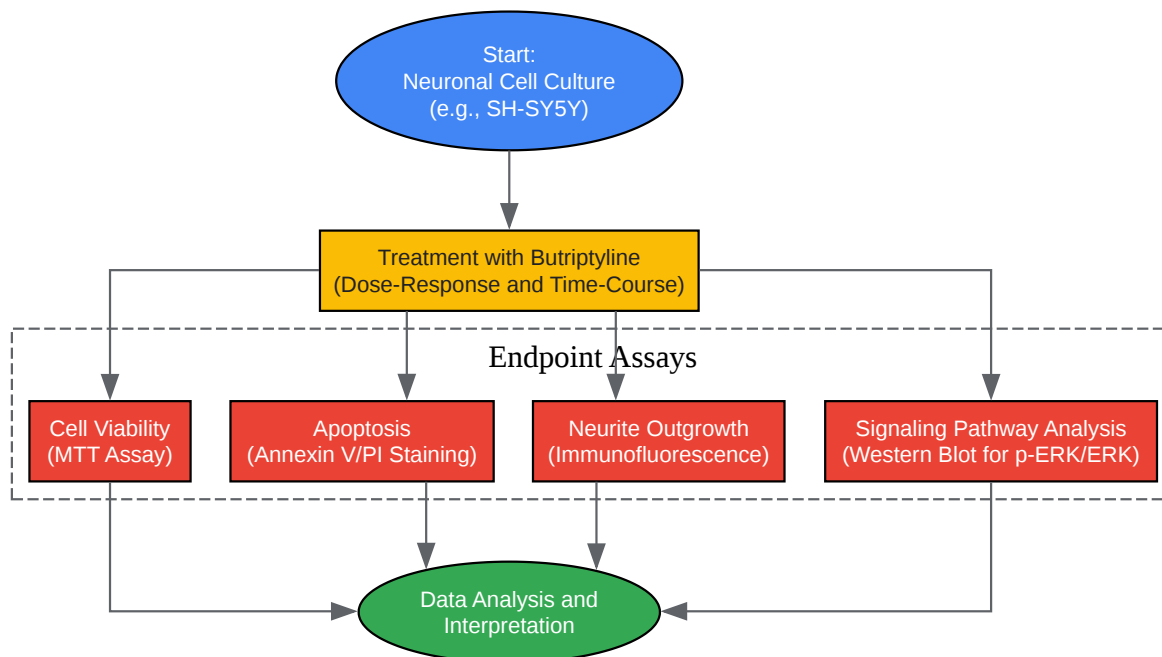 Start:
Neuronal Cell Culture
(e.g., SH-SY5Y)
Treatment with Butriptyline
(Dose-Response and Time-Course)
Endpoint Assays
Cell Viability
(MTT Assay)
Apoptosis
(Annexin V/PI Staining)
Neurite Outgrowth
(Immunofluorescence)
Signaling Pathway Analysis
(Western Blot for p-ERK/ERK)
Data Analysis and
Interpretation